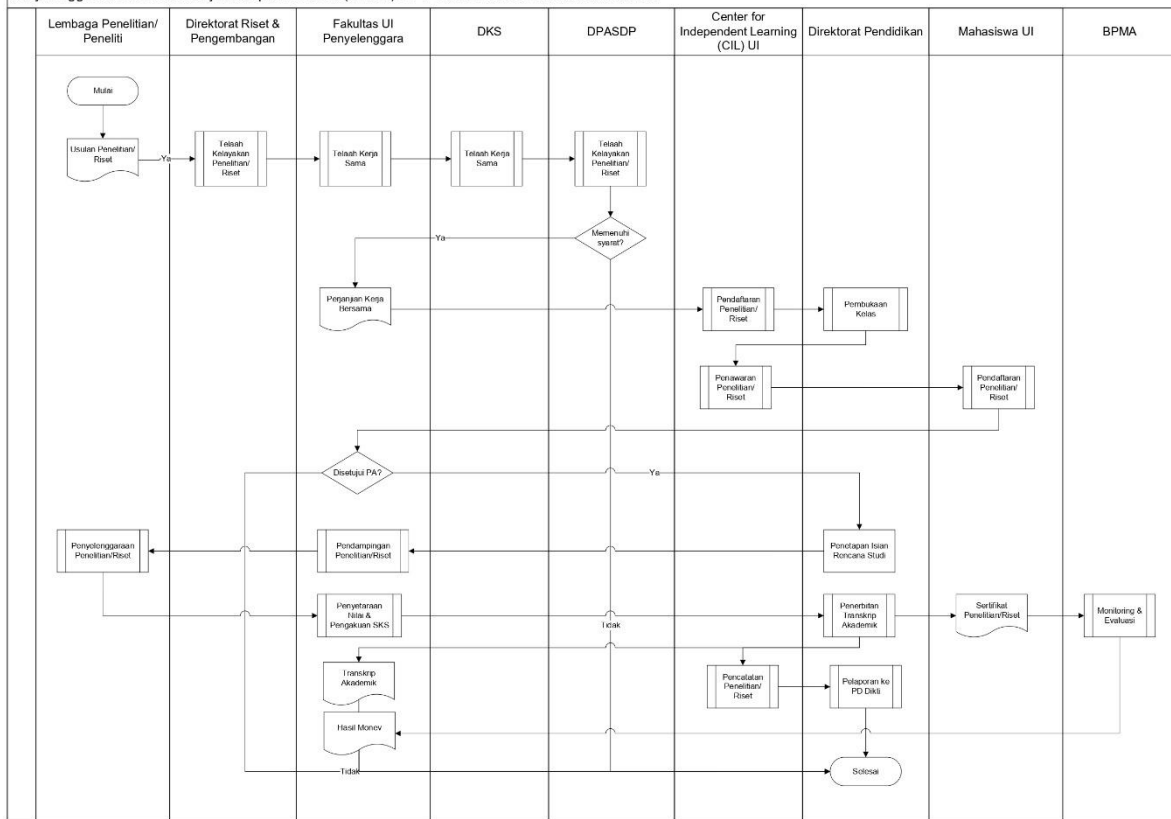 Lembaga Penelitian/
Peneliti
Direktorat Riset &
Pengembangan
Fakultas UI
Penyelenggara
DKS
DPASDP
Center for
Independent Learning
(CIL) UI
Direktorat Pendidikan
Mahasiswa UI
BPMA
Mulai
Usulan Penelitian/
Riset
Ya
Telaah
Kelayakan
Penelitian/
Riset
Telaah Kerja
Sama
Telaah Kerja
Sama
Telaah
Kelayakan
Penelitian/
Riset
Memenuhi
syarat?
Ya
Perjanjian Kerja
Bersama
Pendaftaran
Penelitian/
Riset
Pembukaan
Kelas
Penawaran
Penelitian/
Riset
Pendaftaran
Penelitian/
Riset
Disetujui PA?
Ya
Penyelenggaraan
Penelitian/Riset
Pendampingan
Penelitian/Riset
Penetapan Isian
Rencana Studi
Penyetaraan
Nilai &
Pengakuan SKS
Tidak
Penerbitan
Transkrip
Akademik
Sertifikat
Penelitian/Riset
Monitoring &
Evaluasi
Transkrip
Akademik
Pencatatan
Penelitian/
Riset
Pelaporan ke
PD Dikti
Hasil Monev
Tidak
Selesai